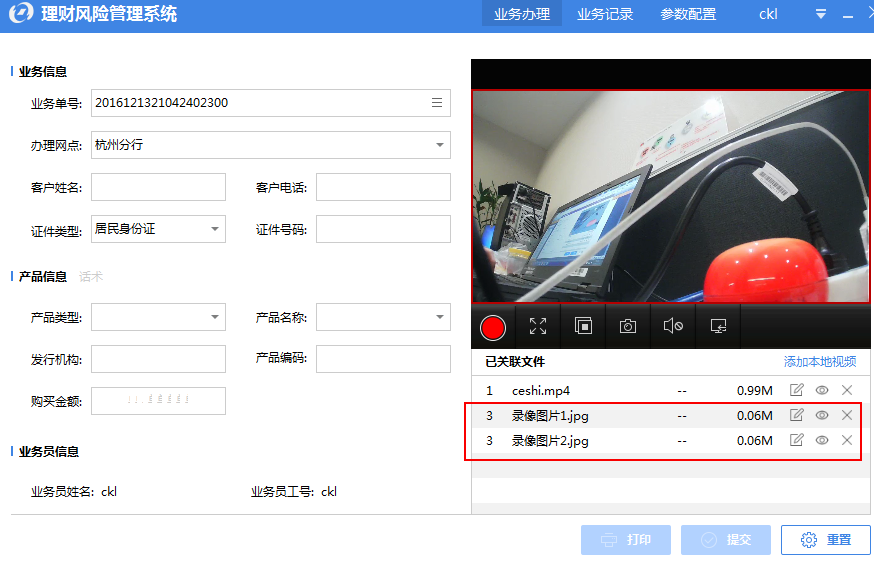 理财风险管理系统 业务办理 业务记录 参数配置 ckl
业务信息
业务单号: 2016121321042402300
办理网点: 杭州分行
客户姓名: 客户电话:
证件类型: 居民身份证 证件号码:
产品信息 话术
产品类型: 产品名称:
发行机构: 产品编码:
购买金额:
业务员信息
业务员姓名: ckl 业务员工号: ckl
已关联文件 添加本地视频
1 ceshi.mp4 -- 0.99M
3 录像图片1.jpg -- 0.06M
3 录像图片2.jpg -- 0.06M
打印 提交 重置